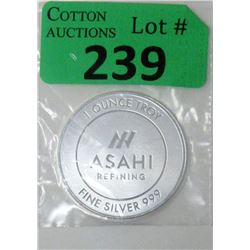 COTTON
AUCTIONS
Lot #
239
1 OUNCE TROY
ASAHI
REFINING
FINE SILVER 999